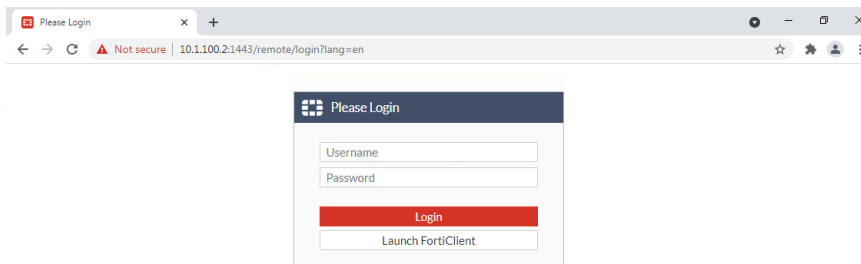 Please Login
Not secure | 10.1.100.2:1443/remote/login?lang=en
Please Login
Username
Password
Login
Launch FortiClient